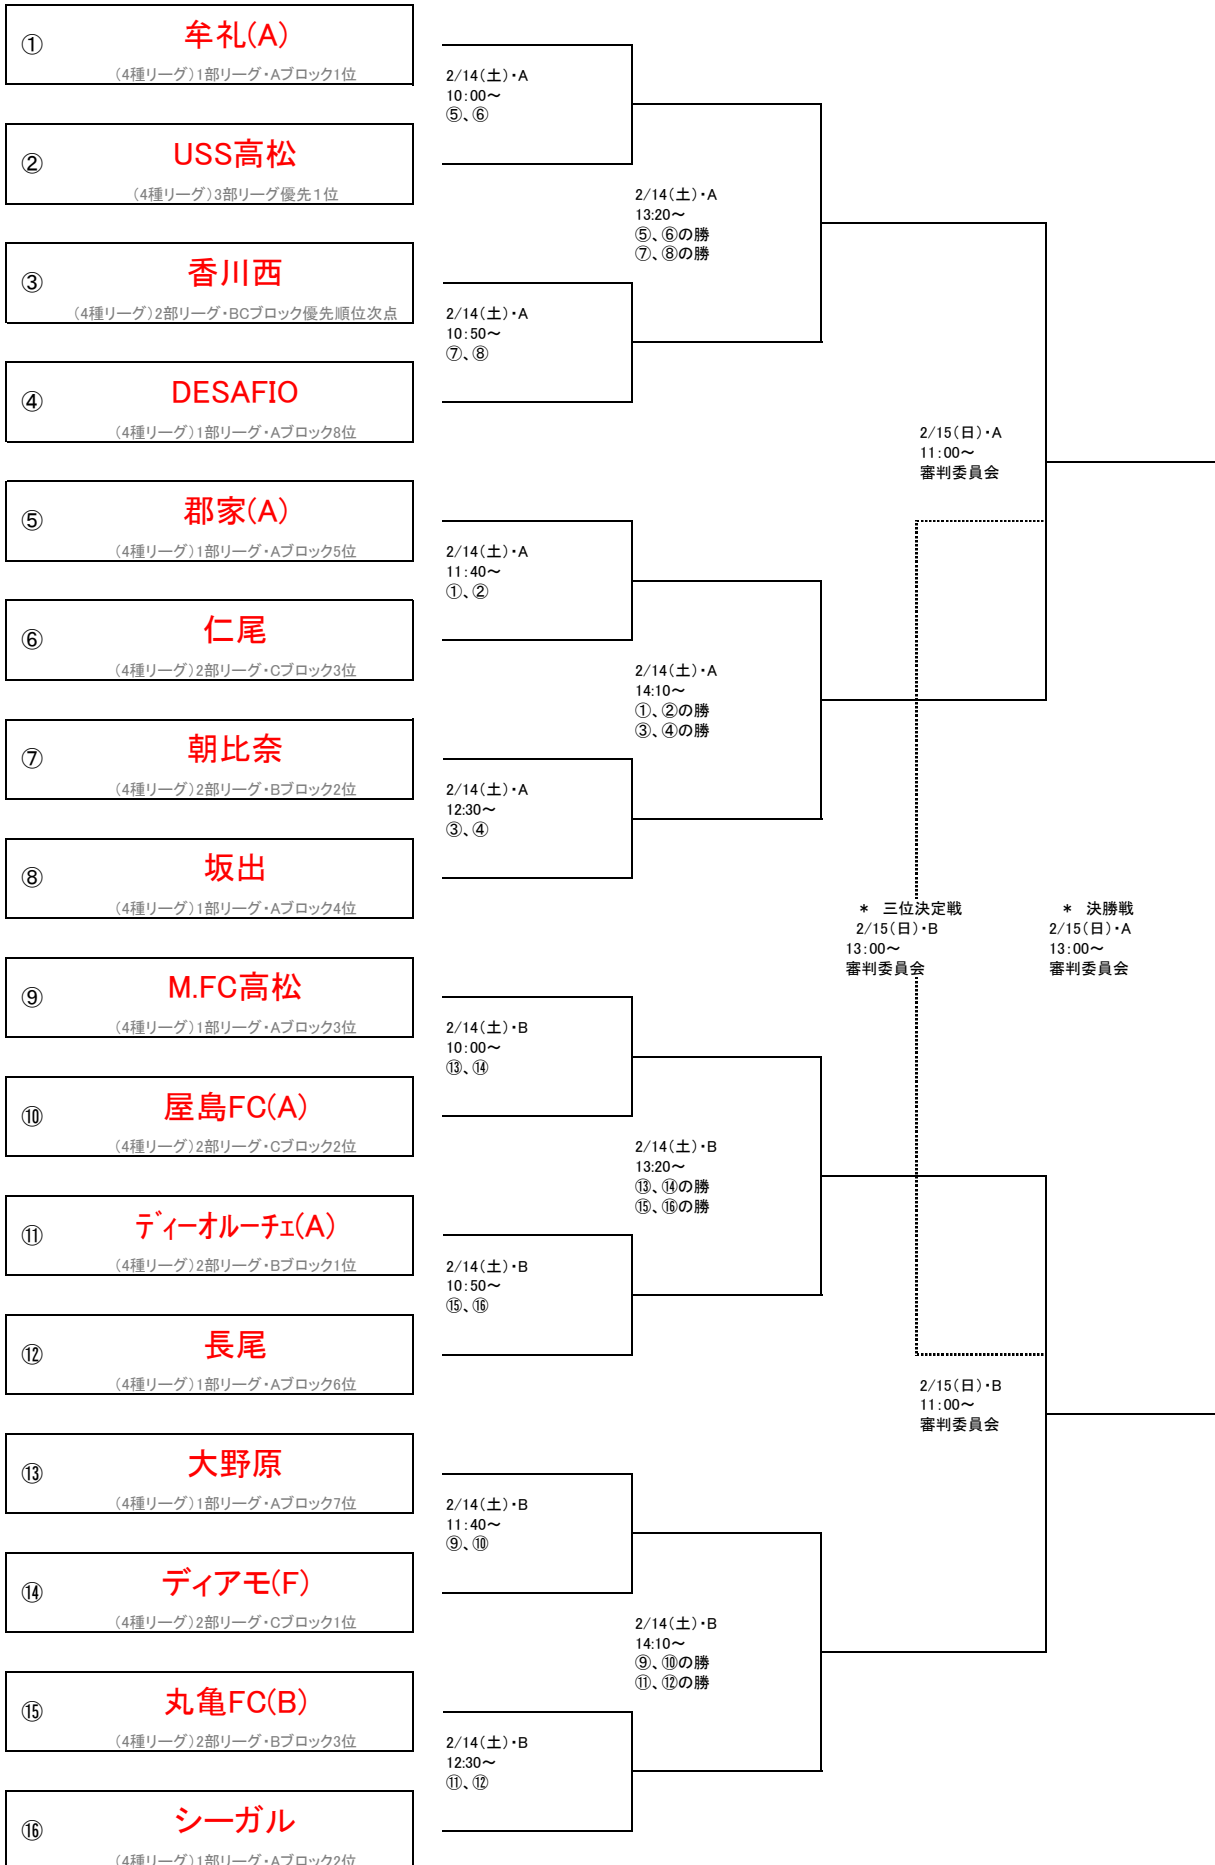 ① 牟礼(A)
（4種リーグ）1部リーグ・Aブロック1位
2/14(土)・A
10:00～
⑤、⑥
② USS高松
（4種リーグ）3部リーグ優先1位
2/14(土)・A
13:20～
⑤、⑥の勝
⑦、⑧の勝
③ 香川西
（4種リーグ）2部リーグ・BCブロック優先順位次点
2/14(土)・A
10:50～
⑦、⑧
④ DESAFIO
（4種リーグ）1部リーグ・Aブロック8位
2/15(日)・A
11:00～
審判委員会
⑤ 郡家(A)
（4種リーグ）1部リーグ・Aブロック5位
2/14(土)・A
11:40～
①、②
⑥ 仁尾
（4種リーグ）2部リーグ・Cブロック3位
2/14(土)・A
14:10～
①、②の勝
③、④の勝
⑦ 朝比奈
（4種リーグ）2部リーグ・Bブロック2位
2/14(土)・A
12:30～
③、④
⑧ 坂出
（4種リーグ）1部リーグ・Aブロック4位
* 三位決定戦
2/15(日)・B
13:00～
審判委員会
* 決勝戦
2/15(日)・A
13:00～
審判委員会
⑨ M.FC高松
（4種リーグ）1部リーグ・Aブロック3位
2/14(土)・B
10:00～
⑬、⑭
⑩ 屋島FC(A)
（4種リーグ）2部リーグ・Cブロック2位
2/14(土)・B
13:20～
⑬、⑭の勝
⑮、⑯の勝
⑪ ディーオルーチェ(A)
（4種リーグ）2部リーグ・Bブロック1位
2/14(土)・B
10:50～
⑮、⑯
⑫ 長尾
（4種リーグ）1部リーグ・Aブロック6位
2/15(日)・B
11:00～
審判委員会
⑬ 大野原
（4種リーグ）1部リーグ・Aブロック7位
2/14(土)・B
11:40～
⑨、⑩
⑭ ディアモ(F)
（4種リーグ）2部リーグ・Cブロック1位
2/14(土)・B
14:10～
⑨、⑩の勝
⑪、⑫の勝
⑮ 丸亀FC(B)
（4種リーグ）2部リーグ・Bブロック3位
2/14(土)・B
12:30～
⑪、⑫
⑯ シーガル
（4種リーグ）1部リーグ・Aブロック2位